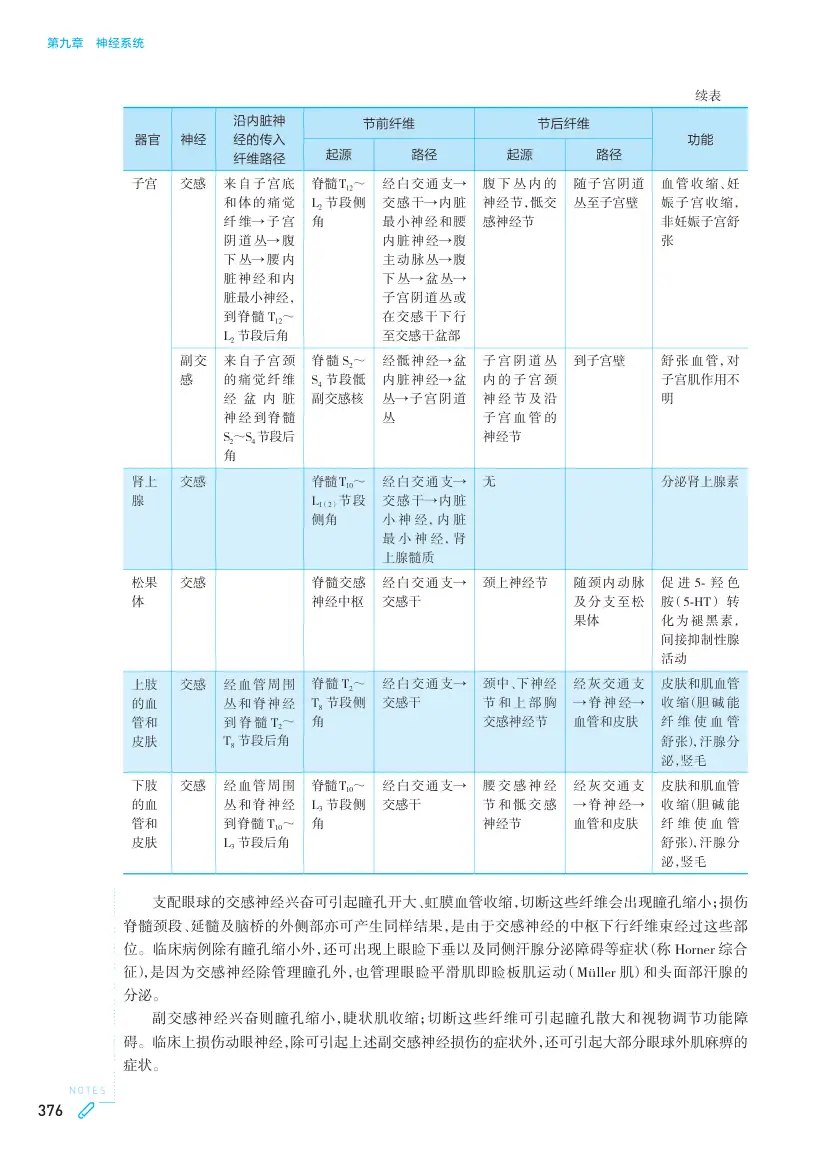 第九章 神经系统
续表
器官
神经
沿内脏神
经的传入
纤维路径
节前纤维
节后纤维
功能
起源
路径
起源
路径
子宫
交感
来自子宫底
和体的痛觉
纤维→子宫
阴道丛→腹
下丛→腰内
脏神经和内
脏最小神经,
到脊髓 T12~
L2 节段后角
脊髓T12~
L2 节段侧
角
经白交通支→
交感干→内脏
最小神经和腰
内脏神经→腹
主动脉丛→腹
下丛→盆丛→
子宫阴道丛或
在交感干下行
至交感干盆部
腹下丛内的
神经节,骶交
感神经节
随子宫阴道
丛至子宫壁
血管收缩、妊
娠子宫收缩,
非妊娠子宫舒
张
副交
感
来自子宫颈
的痛觉纤维
经盆内脏
神经到脊髓
S2~S4节段后
角
脊髓 S2~
S4 节段骶
副交感核
经骶神经→盆
内脏神经→盆
丛→子宫阴道
丛
子宫阴道丛
内的子宫颈
神经节及沿
子宫血管的
神经节
到子宫壁
舒张血管,对
子宫肌作用不
明
肾上
腺
交感
脊髓T10~
L1(2)节段
侧角
经白交通支→
交感干→内脏
小神经,内脏
最小神经,肾
上腺髓质
无
分泌肾上腺素
松果
体
交感
脊髓交感
神经中枢
经白交通支→
交感干
颈上神经节
随颈内动脉
及分支至松
果体
促进 5- 羟色
胺(5-HT)转
化为褪黑素,
间接抑制性腺
活动
上肢
的血
管和
皮肤
交感
经血管周围
丛和脊神经
到脊髓 T2~
T8 节段后角
脊髓 T2~
T8 节段侧
角
经白交通支→
交感干
颈中、下神经
节和上部胸
交感神经节
经灰交通支
→脊神经→
血管和皮肤
皮肤和肌血管
收缩(胆碱能
纤维使血管
舒张),汗腺分
泌,竖毛
下肢
的血
管和
皮肤
交感
经血管周围
丛和脊神经
到脊髓 T10~
L3 节段后角
脊髓T10~
L3 节段侧
角
经白交通支→
交感干
腰交感神经
节和骶交感
神经节
经灰交通支
→脊神经→
血管和皮肤
皮肤和肌血管
收缩(胆碱能
纤维使血管
舒张),汗腺分
泌,竖毛
支配眼球的交感神经兴奋可引起瞳孔开大、虹膜血管收缩,切断这些纤维会出现瞳孔缩小;损伤
脊髓颈段、延髓及脑桥的外侧部亦可产生同样结果,是由于交感神经的中枢下行纤维束经过这些部
位。临床病例除有瞳孔缩小外,还可出现上眼睑下垂以及同侧汗腺分泌障碍等症状(称 Horner 综合
征),是因为交感神经除管理瞳孔外,也管理眼睑平滑肌即睑板肌运动(Müller 肌)和头面部汗腺的
分泌。
副交感神经兴奋则瞳孔缩小,睫状肌收缩;切断这些纤维可引起瞳孔散大和视物调节功能障
碍。临床上损伤动眼神经,除可引起上述副交感神经损伤的症状外,还可引起大部分眼球外肌麻痹的
症状。
NOTES
376